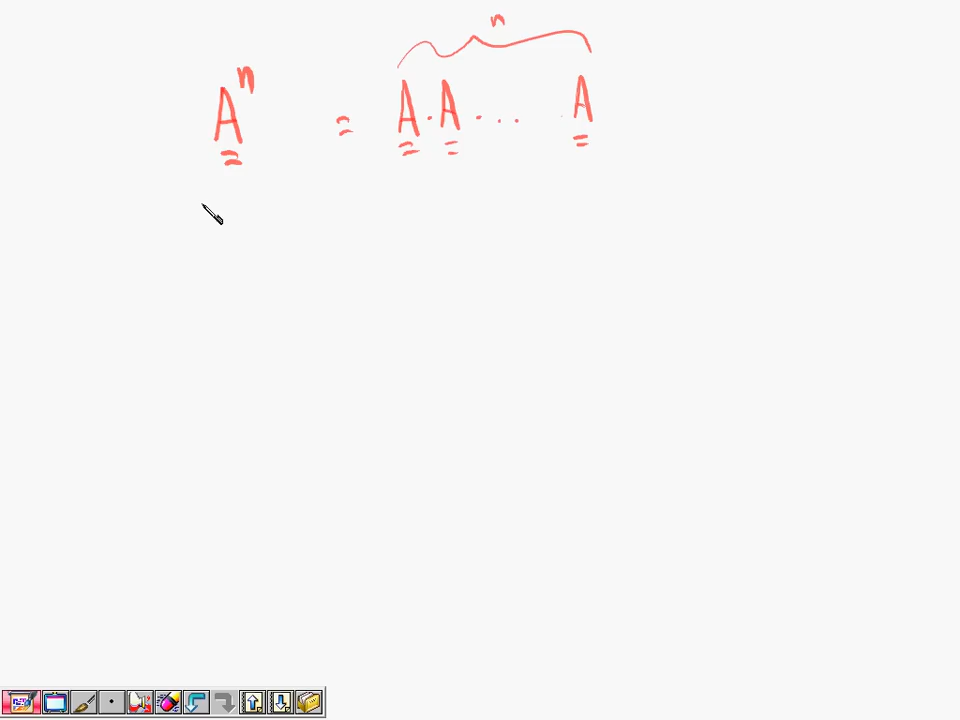 n
Aⁿ = A · A · . . . A